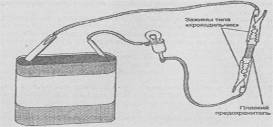 Зажимы типа
«крокодильчик»
Плавкий
предохранитель